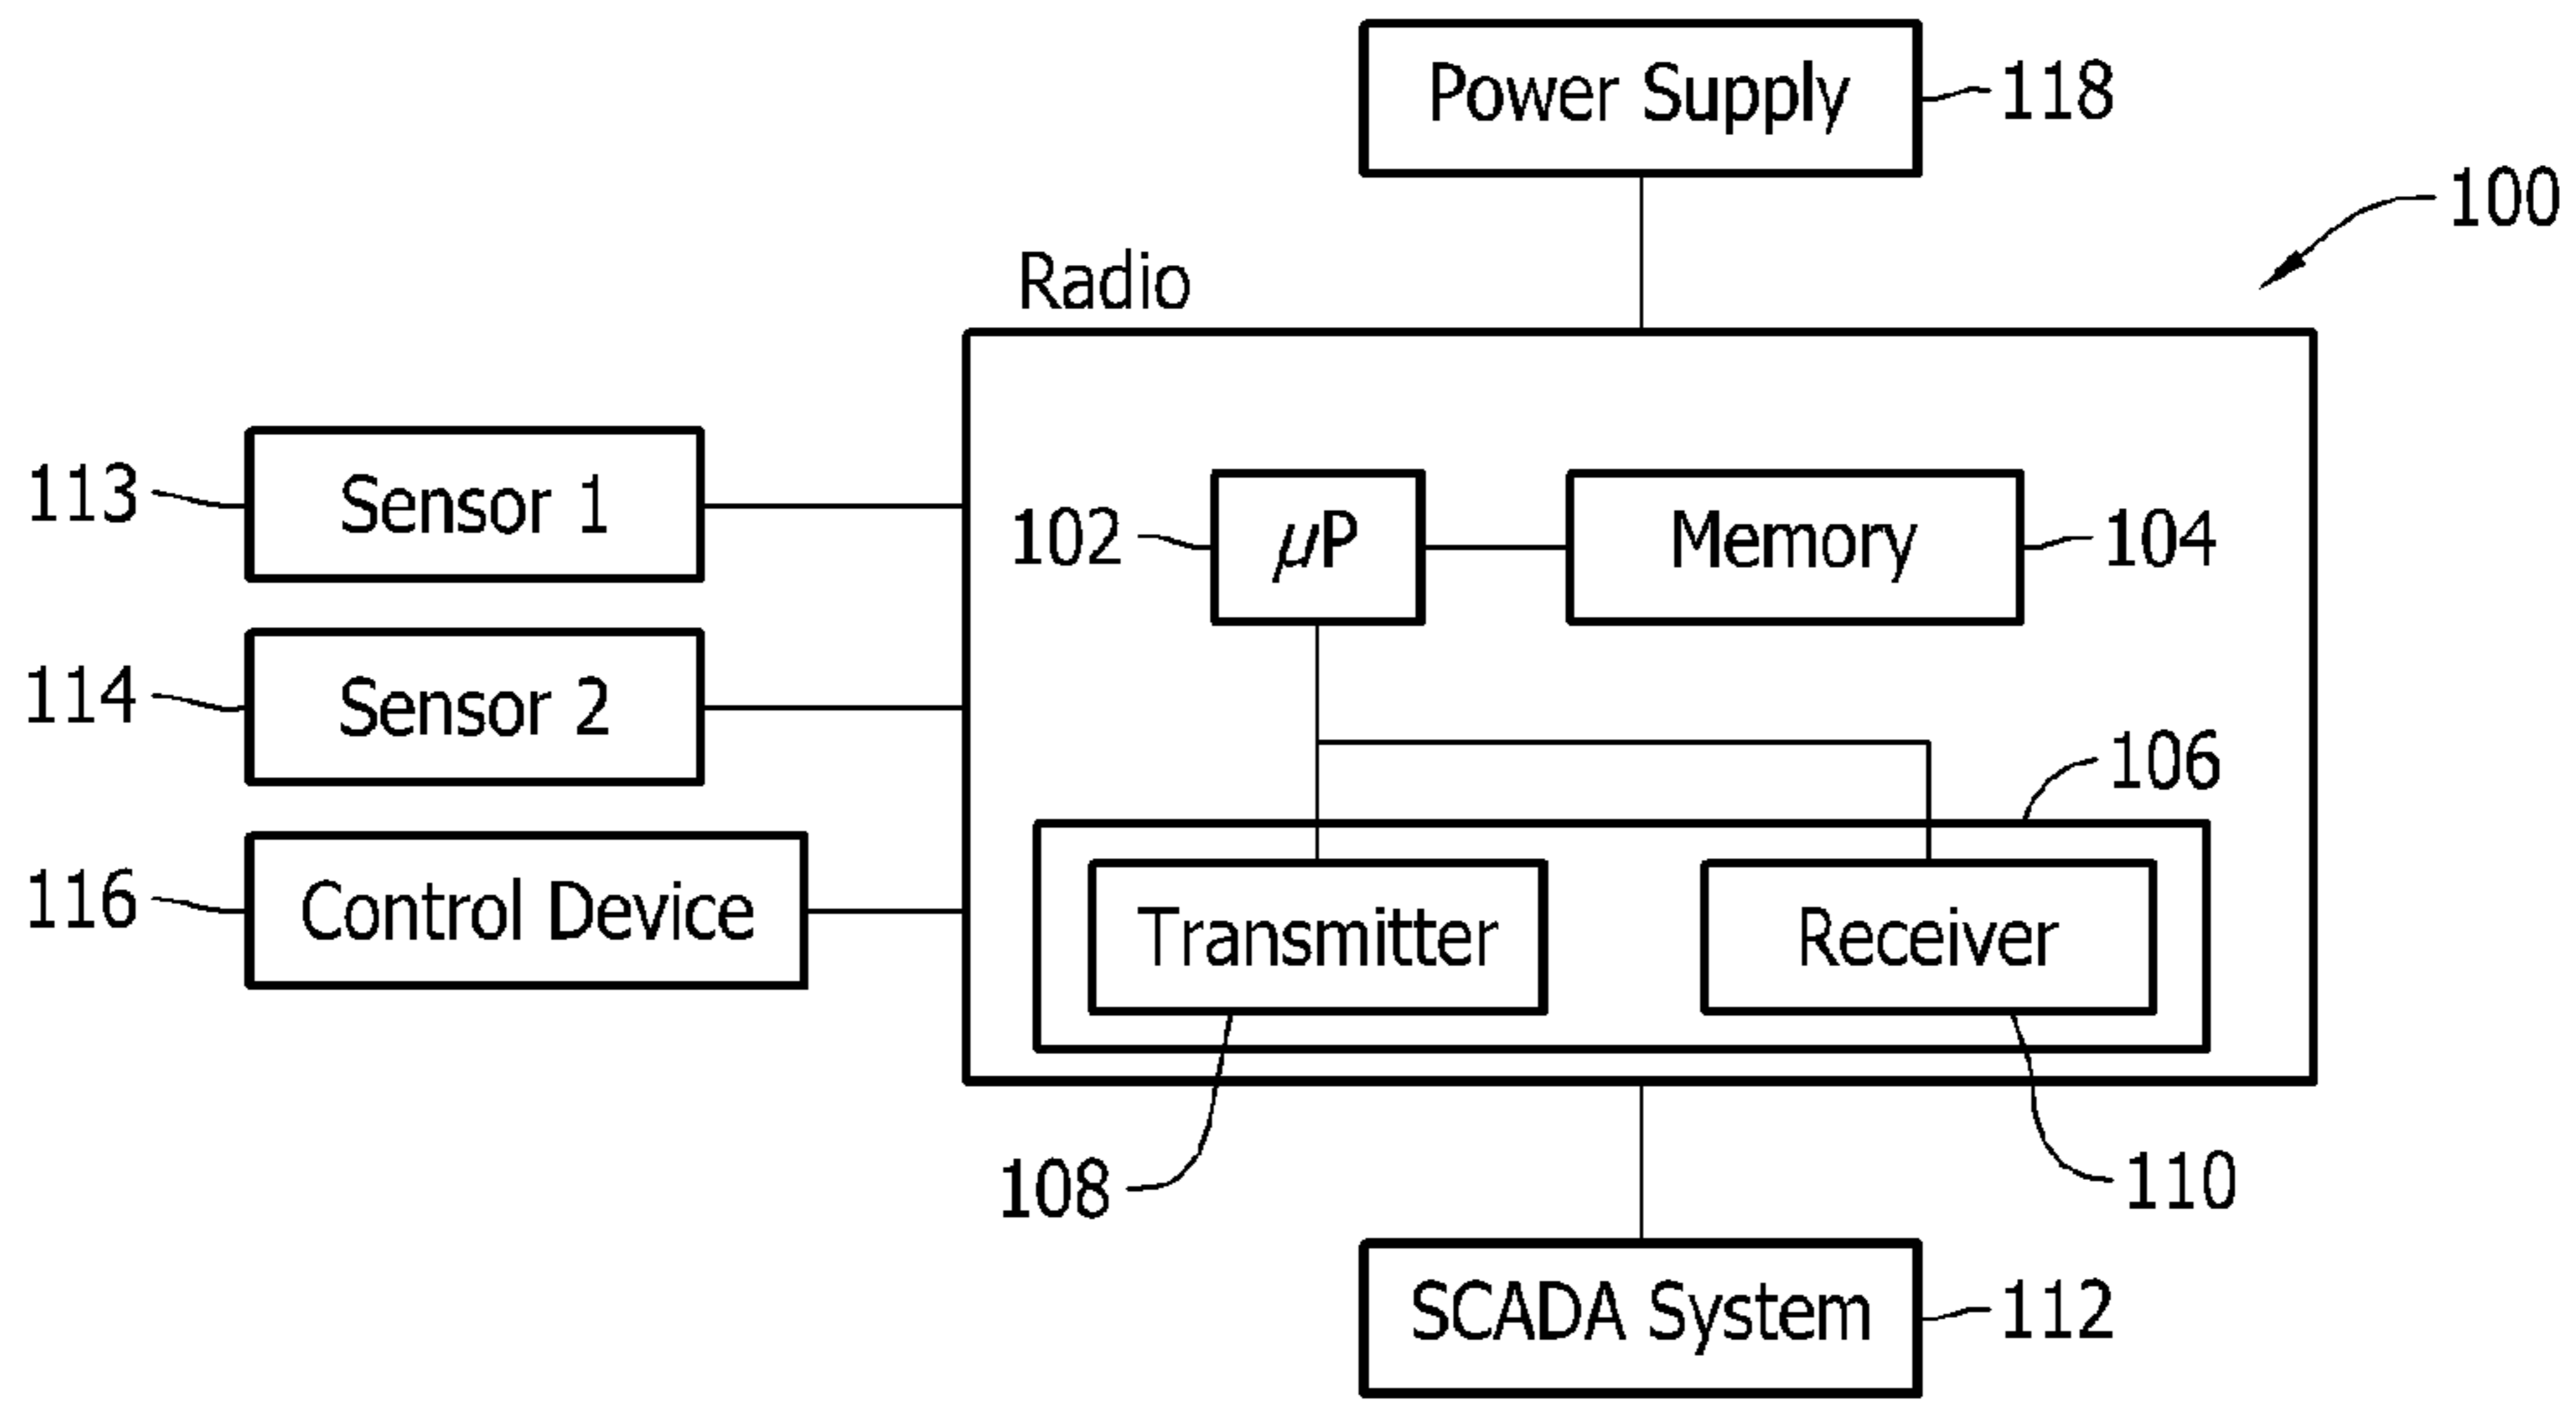 Power Supply
118
100
Radio
113
Sensor 1
102
µP
Memory
104
114
Sensor 2
106
116
Control Device
Transmitter
Receiver
108
110
SCADA System
112